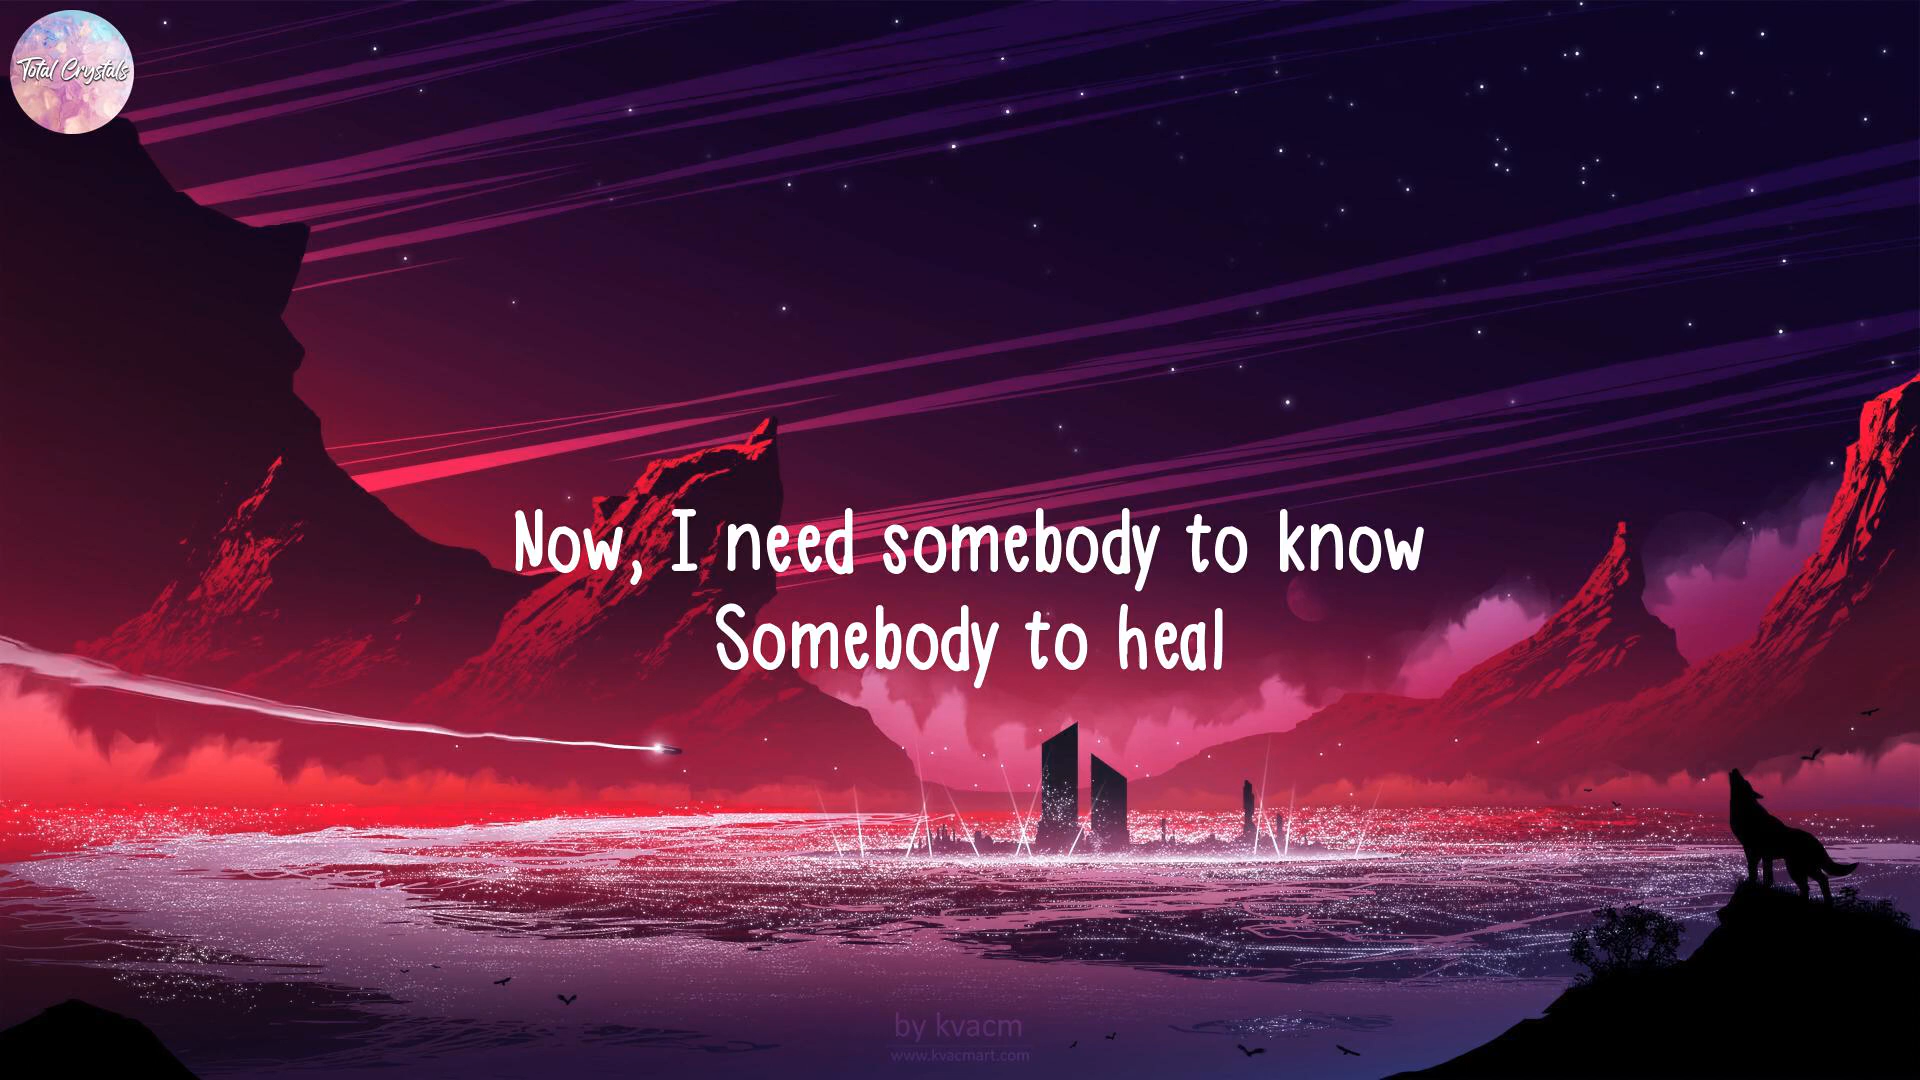 Total Crystals
Now, I need somebody to know
Somebody to heal
by kvacm
www.kvacmart.com